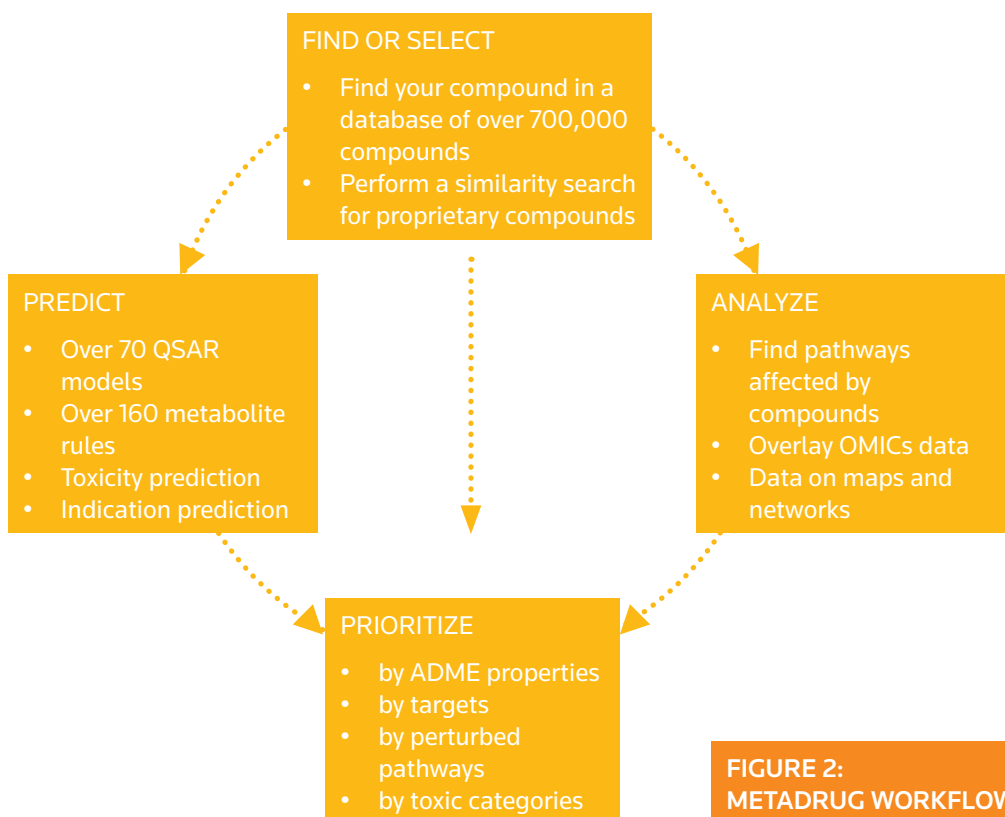 FIND OR SELECT
• Find your compound in a
database of over 700,000
compounds
• Perform a similarity search
for proprietary compounds
PREDICT
• Over 70 QSAR
models
• Over 160 metabolite
rules
• Toxicity prediction
• Indication prediction
ANALYZE
• Find pathways
affected by
compounds
• Overlay OMICs data
• Data on maps and
networks
PRIORITIZE
• by ADME properties
• by targets
• by perturbed
pathways
• by toxic categories
FIGURE 2:
METADRUG WORKFLOW